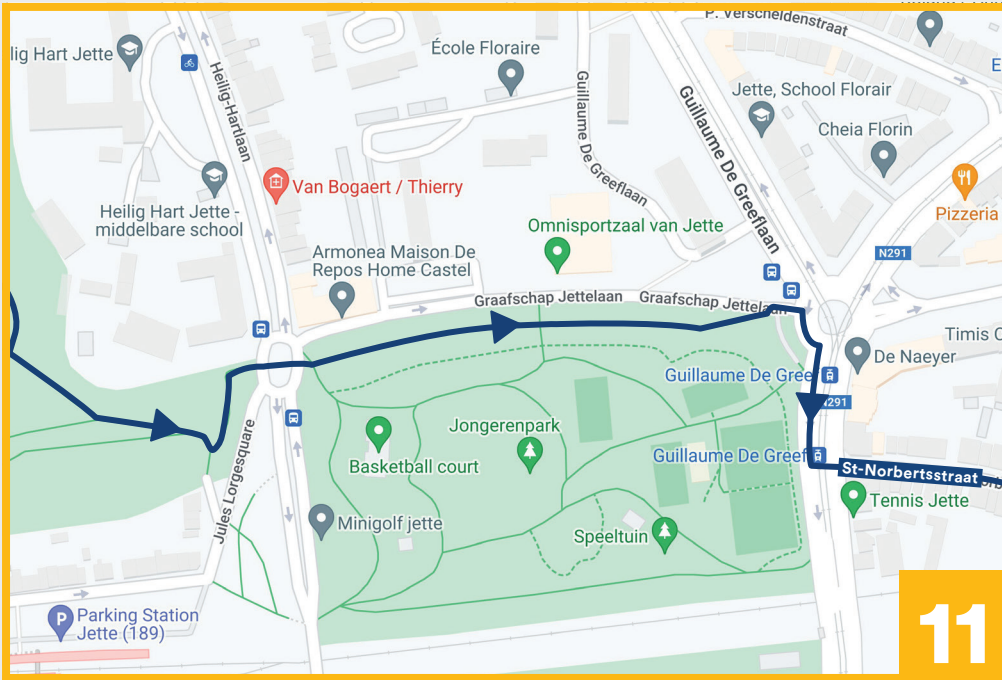 P. Verscheidenstraat
lig Hart Jette
École Floraire
Heilig-Hartlaan
Guillaume De Greeflaan
Guillaume De Greeflaan
Jette, School Florair
Cheia Florin
Van Bogaert / Thierry
Pizzeria
Heilig Hart Jette -
middelbare school
Omnisportzaal van Jette
N291
Armonea Maison De
Repos Home Castel
Graafschap Jettelaan
Graafschap Jettelaan
Timis C
De Naeyer
Guillaume De Greef
N291
Jongerenpark
Basketball court
Guillaume De Greef
St-Norbertsstraat
Tennis Jette
Jules Lorgesquare
Minigolf jette
Speeltuin
Parking Station
Jette (189)
P
11